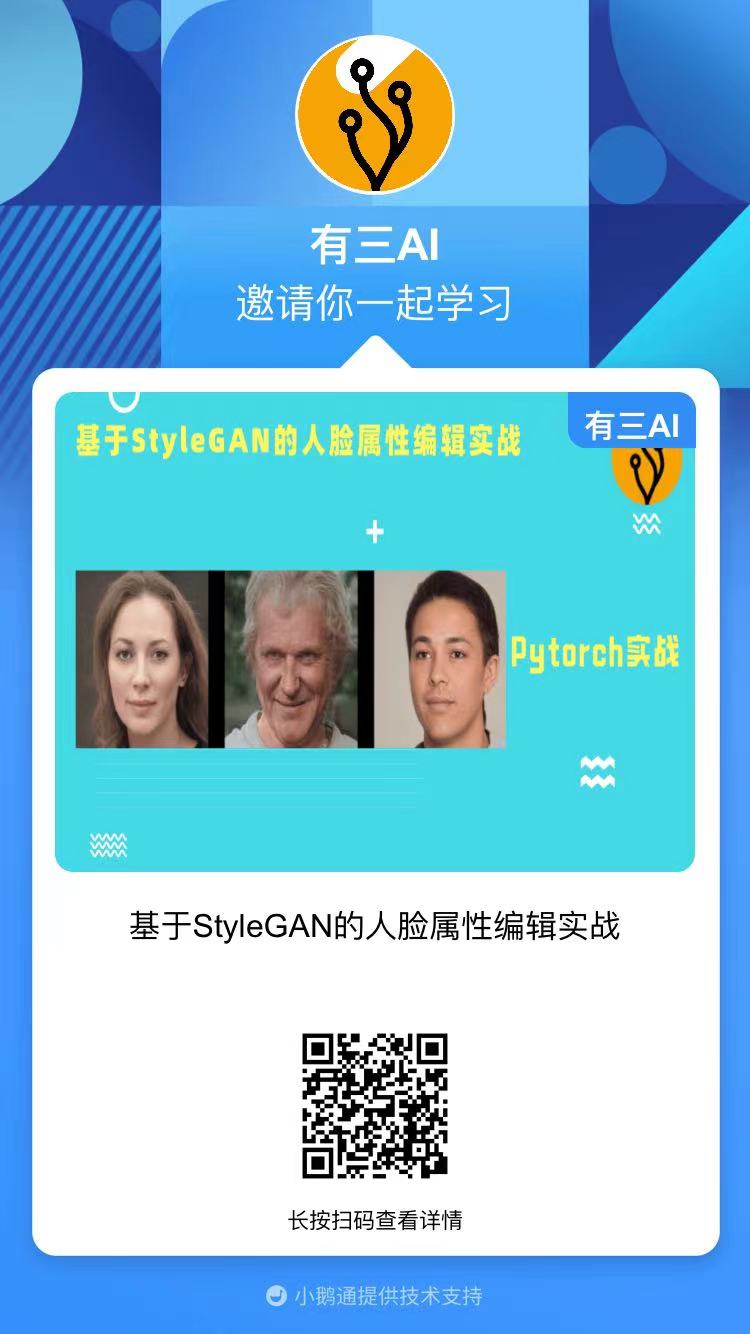 有三AI
邀请你一起学习
有三AI
基于StyleGAN的人脸属性编辑实战
Pytorch实战
基于StyleGAN的人脸属性编辑实战
长按扫码查看详情
小鹅通提供技术支持